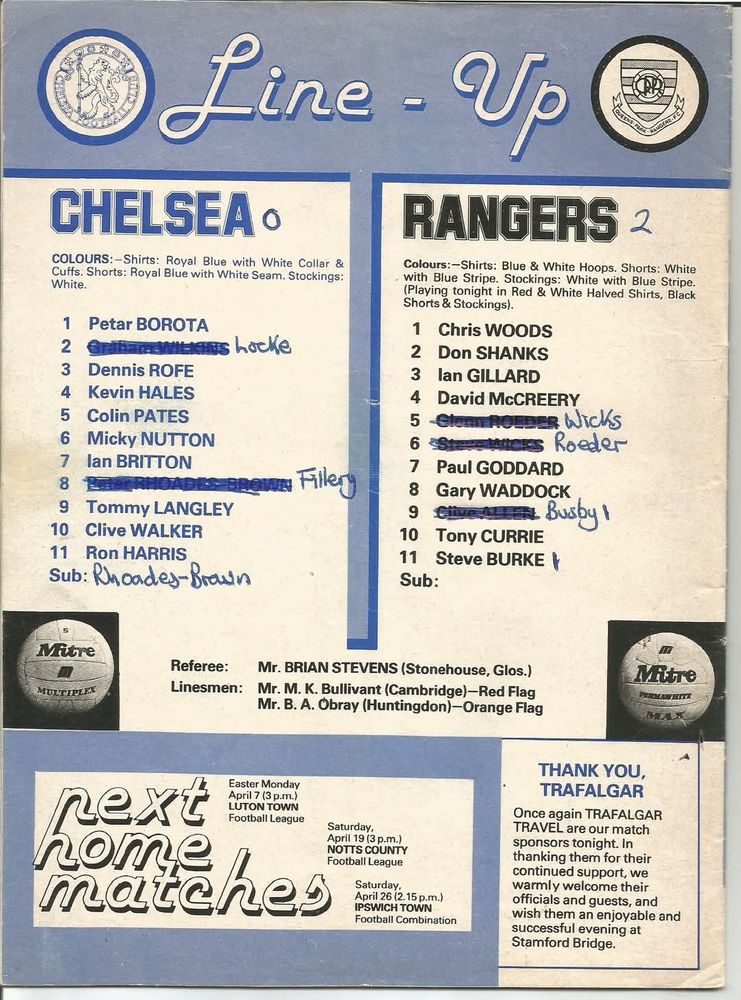 CHELSEA FOOTBALL CLUB
Line - Up
QPR
QUEENS PARK RANGERS F.C.
CHELSEA 0
COLOURS:—Shirts: Royal Blue with White Collar &
Cuffs. Shorts: Royal Blue with White Seam. Stockings:
White.
1 Petar BOROTA
2 Graham WILKINS Locke
3 Dennis ROFE
4 Kevin HALES
5 Colin PATES
6 Micky NUTTON
7 Ian BRITTON
8 Peter RHOADES-BROWN Fillery
9 Tommy LANGLEY
10 Clive WALKER
11 Ron HARRIS
Sub: Rhoades-Brown
RANGERS 2
Colours:—Shirts: Blue & White Hoops. Shorts: White
with Blue Stripe. Stockings: White with Blue Stripe.
(Playing tonight in Red & White Halved Shirts, Black
Shorts & Stockings).
1 Chris WOODS
2 Don SHANKS
3 Ian GILLARD
4 David McCREERY
5 Glenn ROEDER Wicks
6 Steve WICKS Roeder
7 Paul GODDARD
8 Gary WADDOCK
9 Clive ALLEN Busby 1
10 Tony CURRIE
11 Steve BURKE 1
Sub:
Mitre
MULTIPLEX
Referee: Mr. BRIAN STEVENS (Stonehouse, Glos.)
Linesmen: Mr. M. K. Bullivant (Cambridge)—Red Flag
Mr. B. A. Obray (Huntingdon)—Orange Flag
Mitre
PERMAWHITE
MAX
next
home
matches
Easter Monday
April 7 (3 p.m.)
LUTON TOWN
Football League
Saturday,
April 19 (3 p.m.)
NOTTS COUNTY
Football League
Saturday,
April 26 (2.15 p.m.)
IPSWICH TOWN
Football Combination
THANK YOU,
TRAFALGAR
Once again TRAFALGAR
TRAVEL are our match
sponsors tonight. In
thanking them for their
continued support, we
warmly welcome their
officials and guests, and
wish them an enjoyable and
successful evening at
Stamford Bridge.